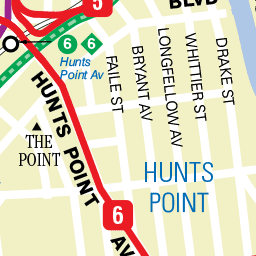 BLVD
5
6 6
Hunts
Point Av
FAILE ST
BRYANT AV
LONGFELLOW AV
WHITTIER ST
DRAKE ST
HUNTS POINT AV
THE
POINT
HUNTS
POINT
6